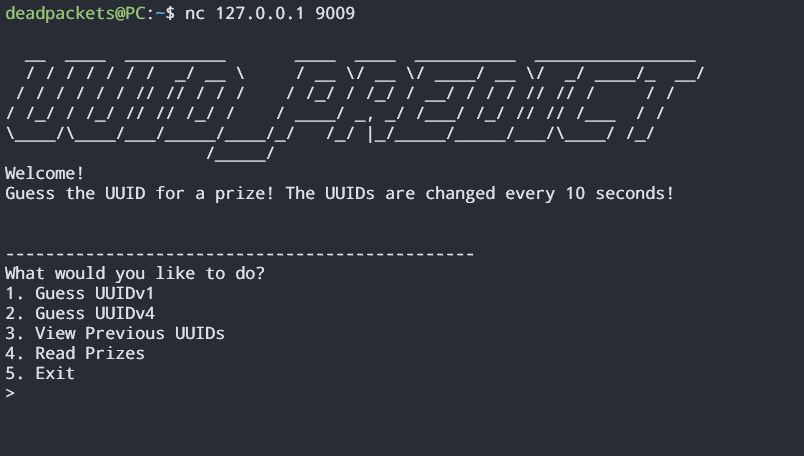 deadpackets@PC:~$ nc 127.0.0.1 9009
UUID_PREDICT
Welcome!
Guess the UUID for a prize! The UUIDs are changed every 10 seconds!
-----------------------------------------------
What would you like to do?
1. Guess UUIDv1
2. Guess UUIDv4
3. View Previous UUIDs
4. Read Prizes
5. Exit
>